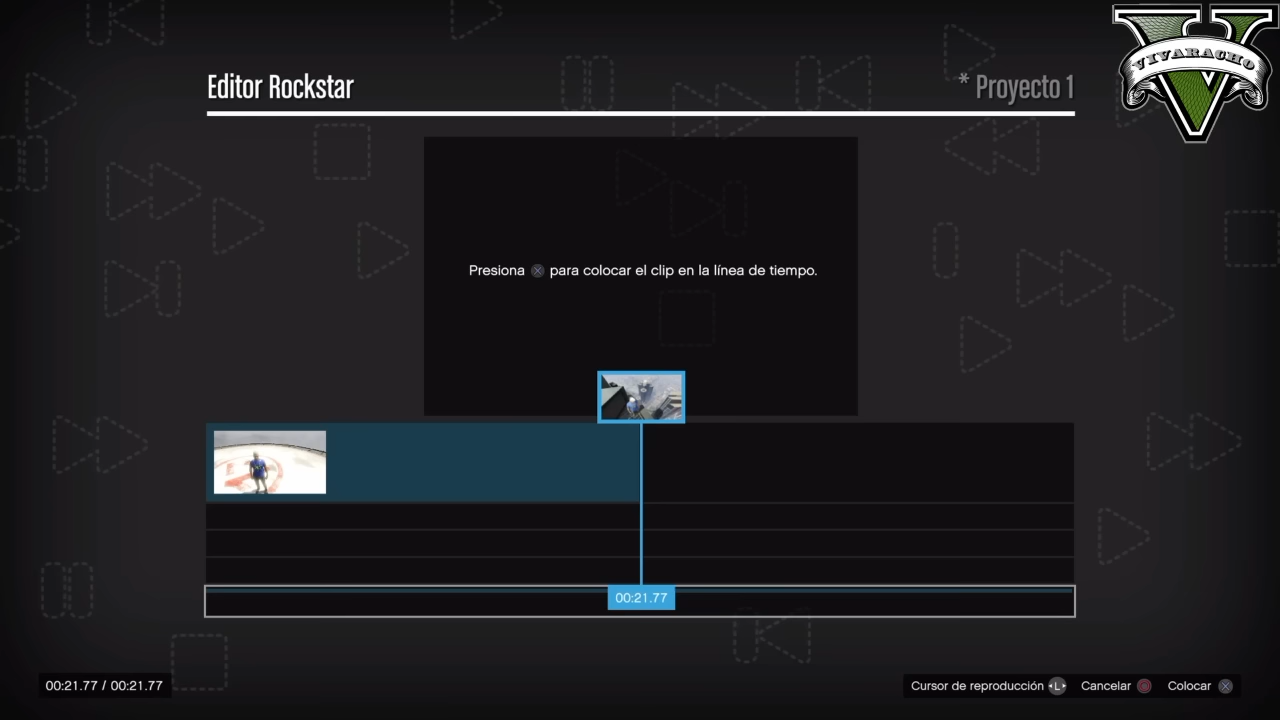 Editor Rockstar
* Proyecto 1
VIVARACHO
Presiona para colocar el clip en la línea de tiempo.
00:21.77
00:21.77 / 00:21.77
Cursor de reproducción L Cancelar Colocar